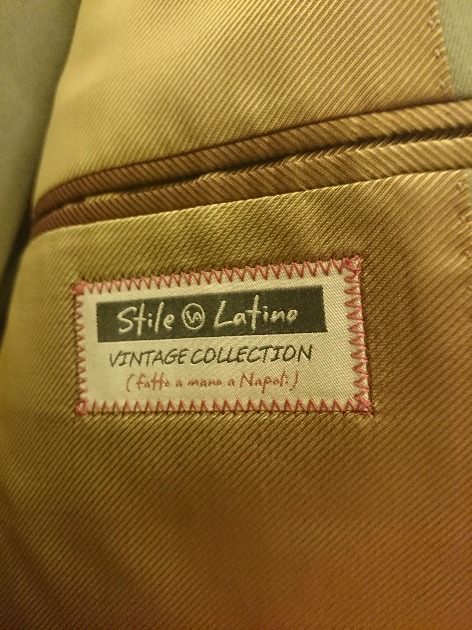 Stile Latino
VINTAGE COLLECTION
(fatto a mano a Napoli)